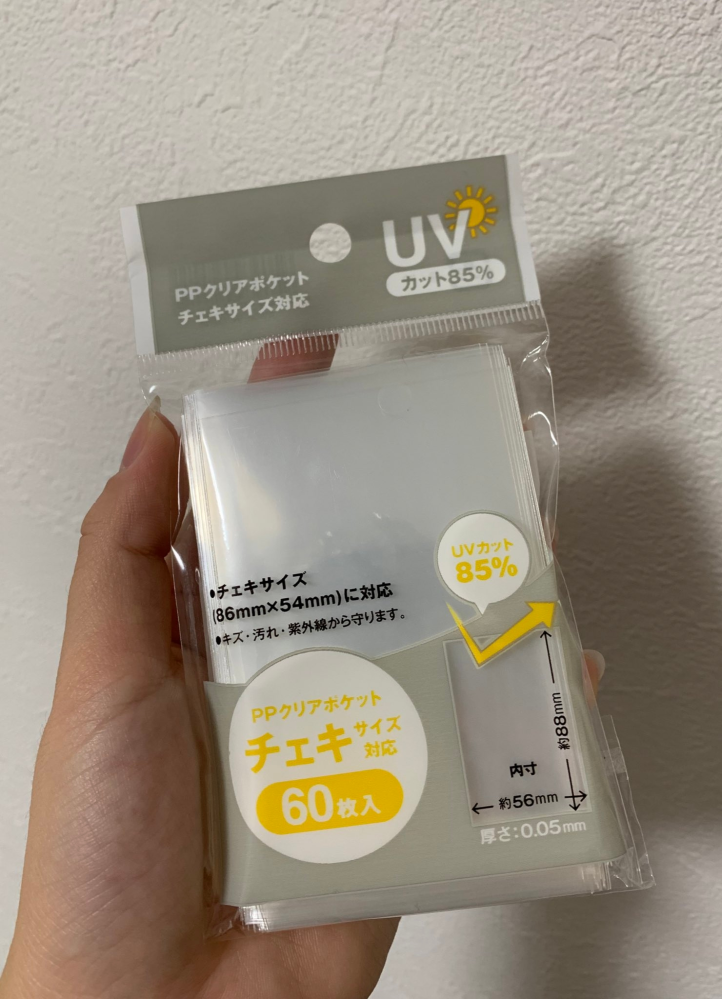 PPクリアポケット
チェキサイズ対応
UV
カット85%
●チェキサイズ
(86mm×54mm)に対応
●キズ・汚れ・紫外線から守ります。
UVカット
85%
PPクリアポケット
チェキサイズ対応
60枚入
約88mm
内寸
約56mm
厚さ:0.05mm